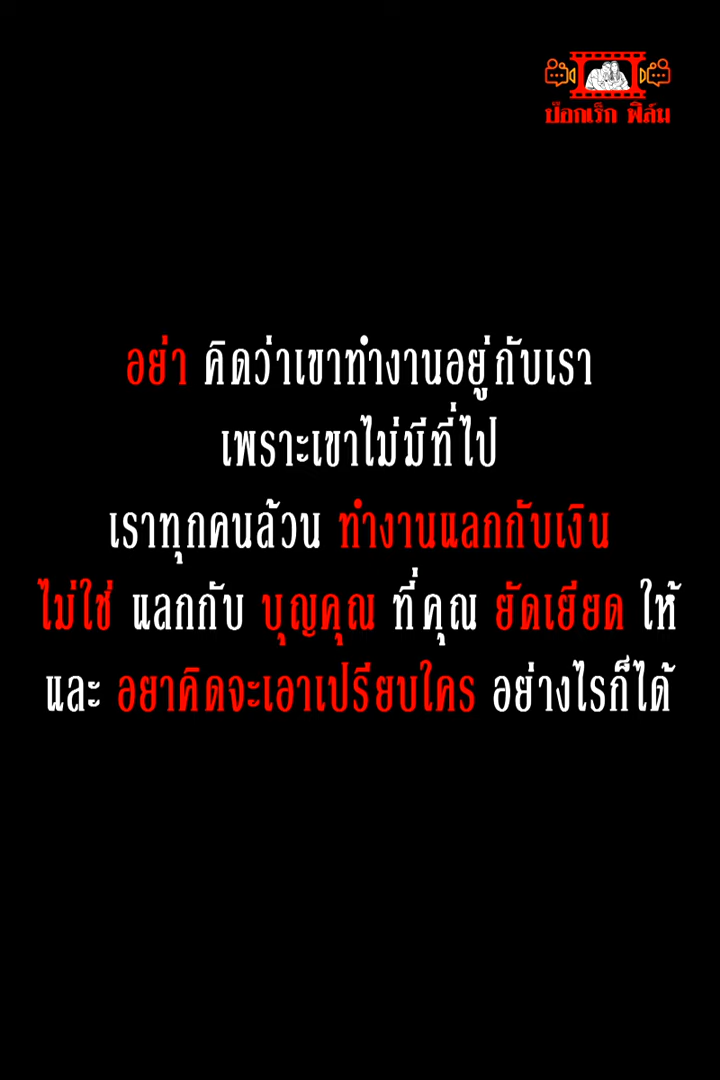 ป๊อกเร็ก ฟิล์ม
อย่า คิดว่าเขาทำงานอยู่กับเรา
เพราะเขาไม่มีที่ไป
เราทุกคนล้วน ทำงานแลกกับเงิน
ไม่ใช่ แลกกับ บุญคุณ ที่คุณ ยัดเยียด ให้
และ อยาคิดจะเอาเปรียบใคร อย่างไรก็ได้